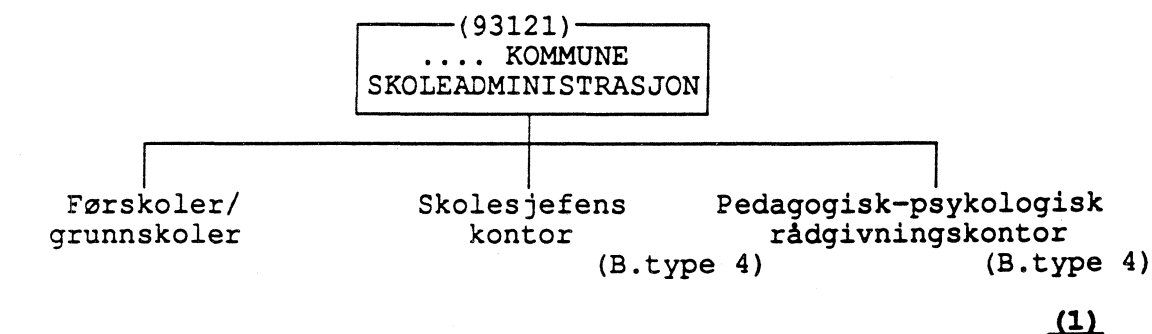 (93121)
.... KOMMUNE
SKOLEADMINISTRASJON
Førskoler/ Skolesjefens Pedagogisk-psykologisk
grunnskoler kontor rådgivningskontor
(B.type 4) (B.type 4)
(1)